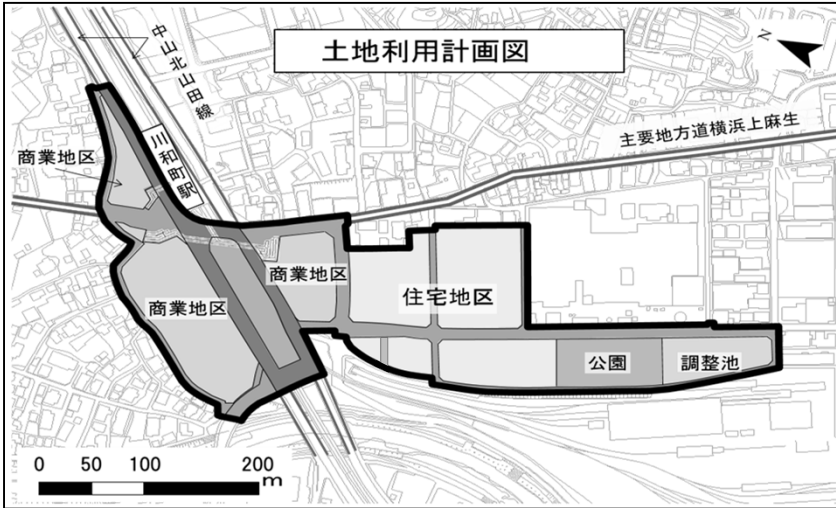 土地利用計画図
N
中山北山田線
川和町駅
主要地方道横浜上麻生
商業地区
商業地区
商業地区
住宅地区
公園
調整池
0 50 100 200
m